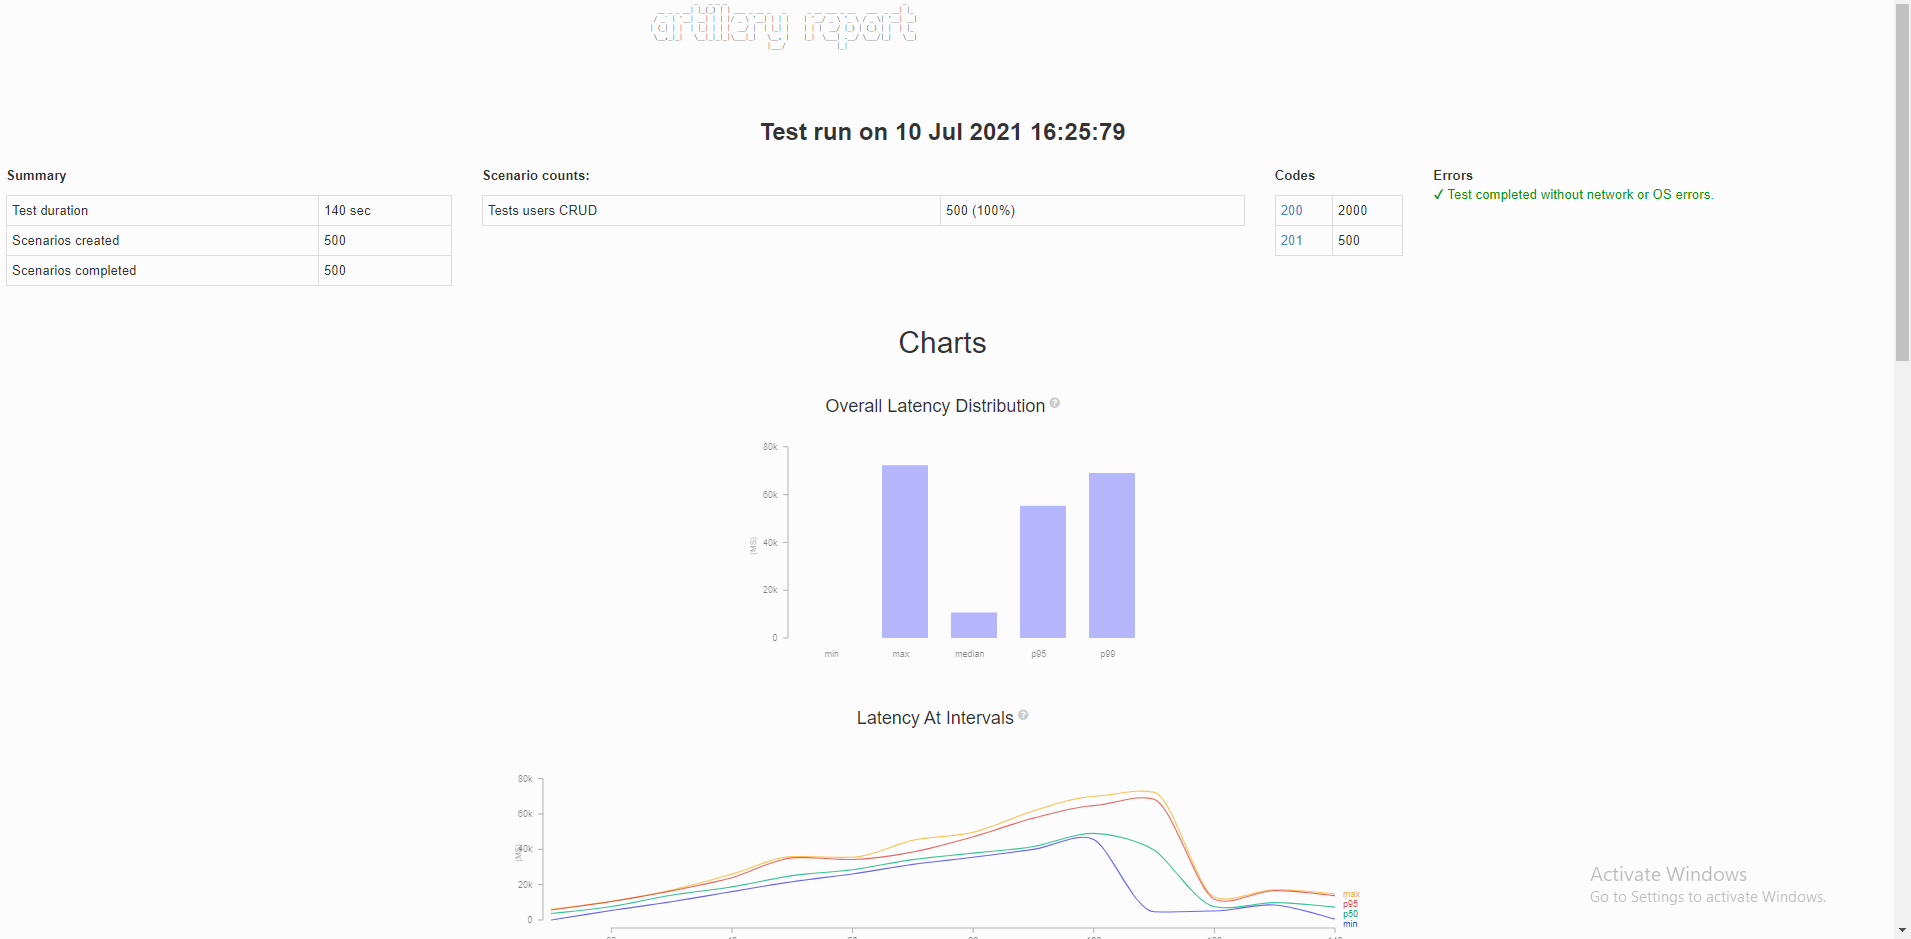 artillery report
Test run on 10 Jul 2021 16:25:79
Summary
Test duration 140 sec
Scenarios created 500
Scenarios completed 500
Scenario counts:
Tests users CRUD 500 (100%)
Codes
200 2000
201 500
Errors
✓ Test completed without network or OS errors.
Charts
Overall Latency Distribution ?
80k
60k
40k
20k
0
(MS)
min max median p95 p99
Latency At Intervals ?
80k
60k
40k
20k
0
(MS)
max
p95
p50
min
Activate Windows
Go to Settings to activate Windows.